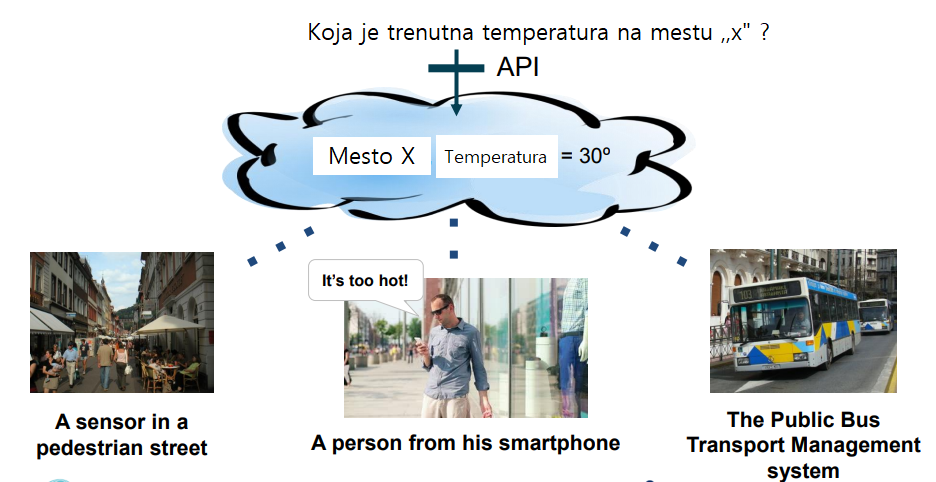 Koja je trenutna temperatura na mestu ,,x" ?
API
Mesto X Temperatura = 30º
It's too hot!
A sensor in a
pedestrian street
A person from his smartphone
The Public Bus
Transport Management
system